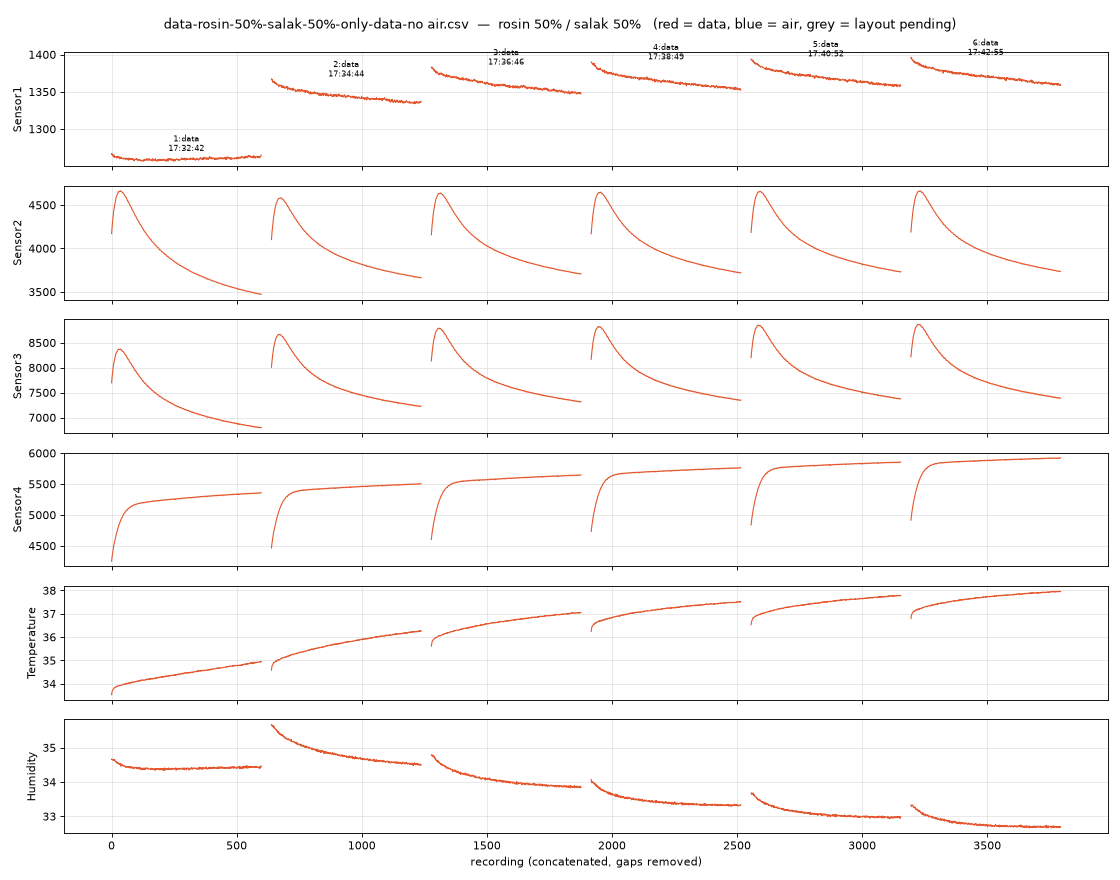 data-rosin-50%-salak-50%-only-data-no air.csv — rosin 50% / salak 50% (red = data, blue = air, grey = layout pending)
Sensor1
1400
1350
1300
1:data
17:32:42
2:data
17:34:44
3:data
17:36:46
4:data
17:38:49
5:data
17:40:52
6:data
17:42:55
Sensor2
4500
4000
3500
Sensor3
8500
8000
7500
7000
Sensor4
6000
5500
5000
4500
Temperature
38
37
36
35
34
Humidity
35
34
33
0 500 1000 1500 2000 2500 3000 3500
recording (concatenated, gaps removed)